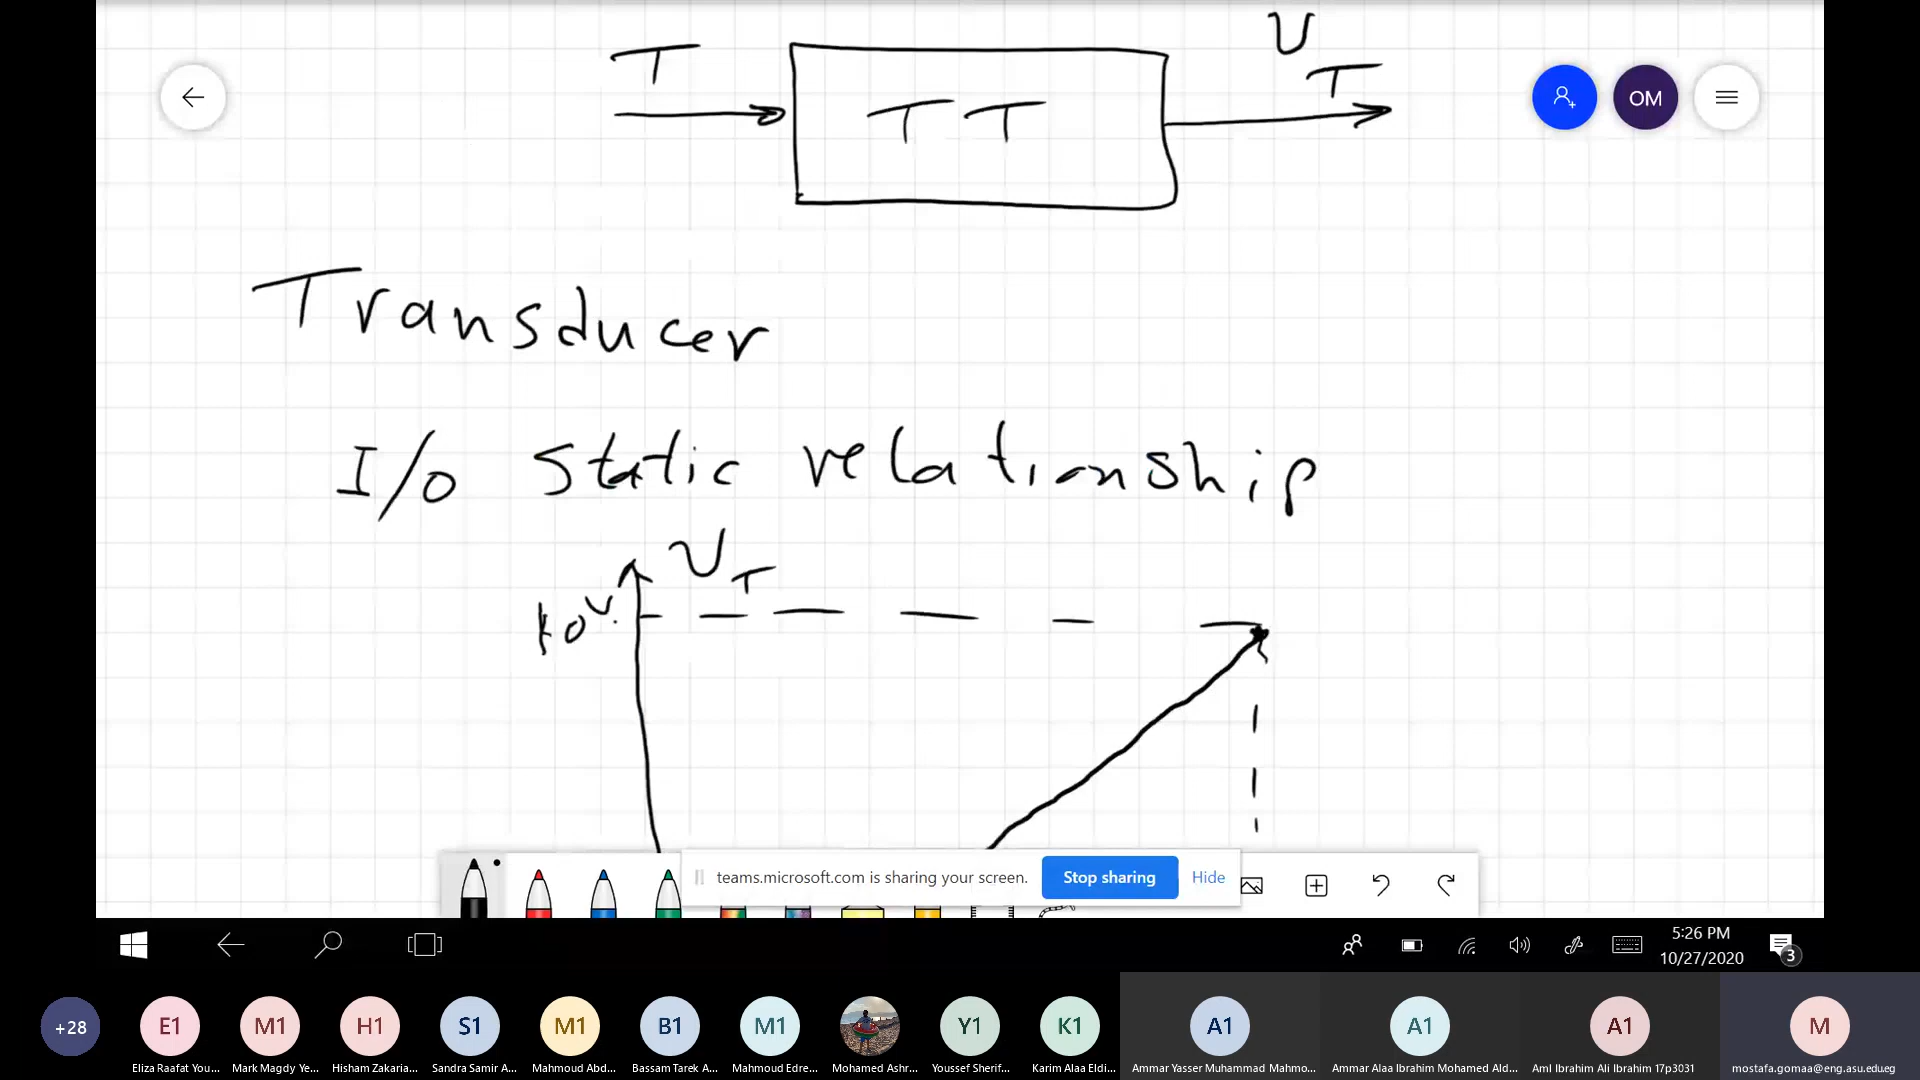 T
TT
U
T
OM
Transducer
I/O Static relationship
U T
10 V
teams.microsoft.com is sharing your screen.
Stop sharing
Hide
5:26 PM
10/27/2020
3
+28
E1
M1
H1
S1
M1
B1
M1
Y1
K1
A1
A1
A1
M
Eliza Raafat You...
Mark Magdy Ye...
Hisham Zakaria...
Sandra Samir A...
Mahmoud Abd...
Bassam Tarek A...
Mahmoud Edre...
Mohamed Ashr...
Youssef Sherif...
Karim Alaa Eldi...
Ammar Yasser Muhammad Mahmo...
Ammar Alaa Ibrahim Mohamed Ald...
Aml Ibrahim Ali Ibrahim 17p3031
mostafa.gomaa@eng.asu.edu.eg